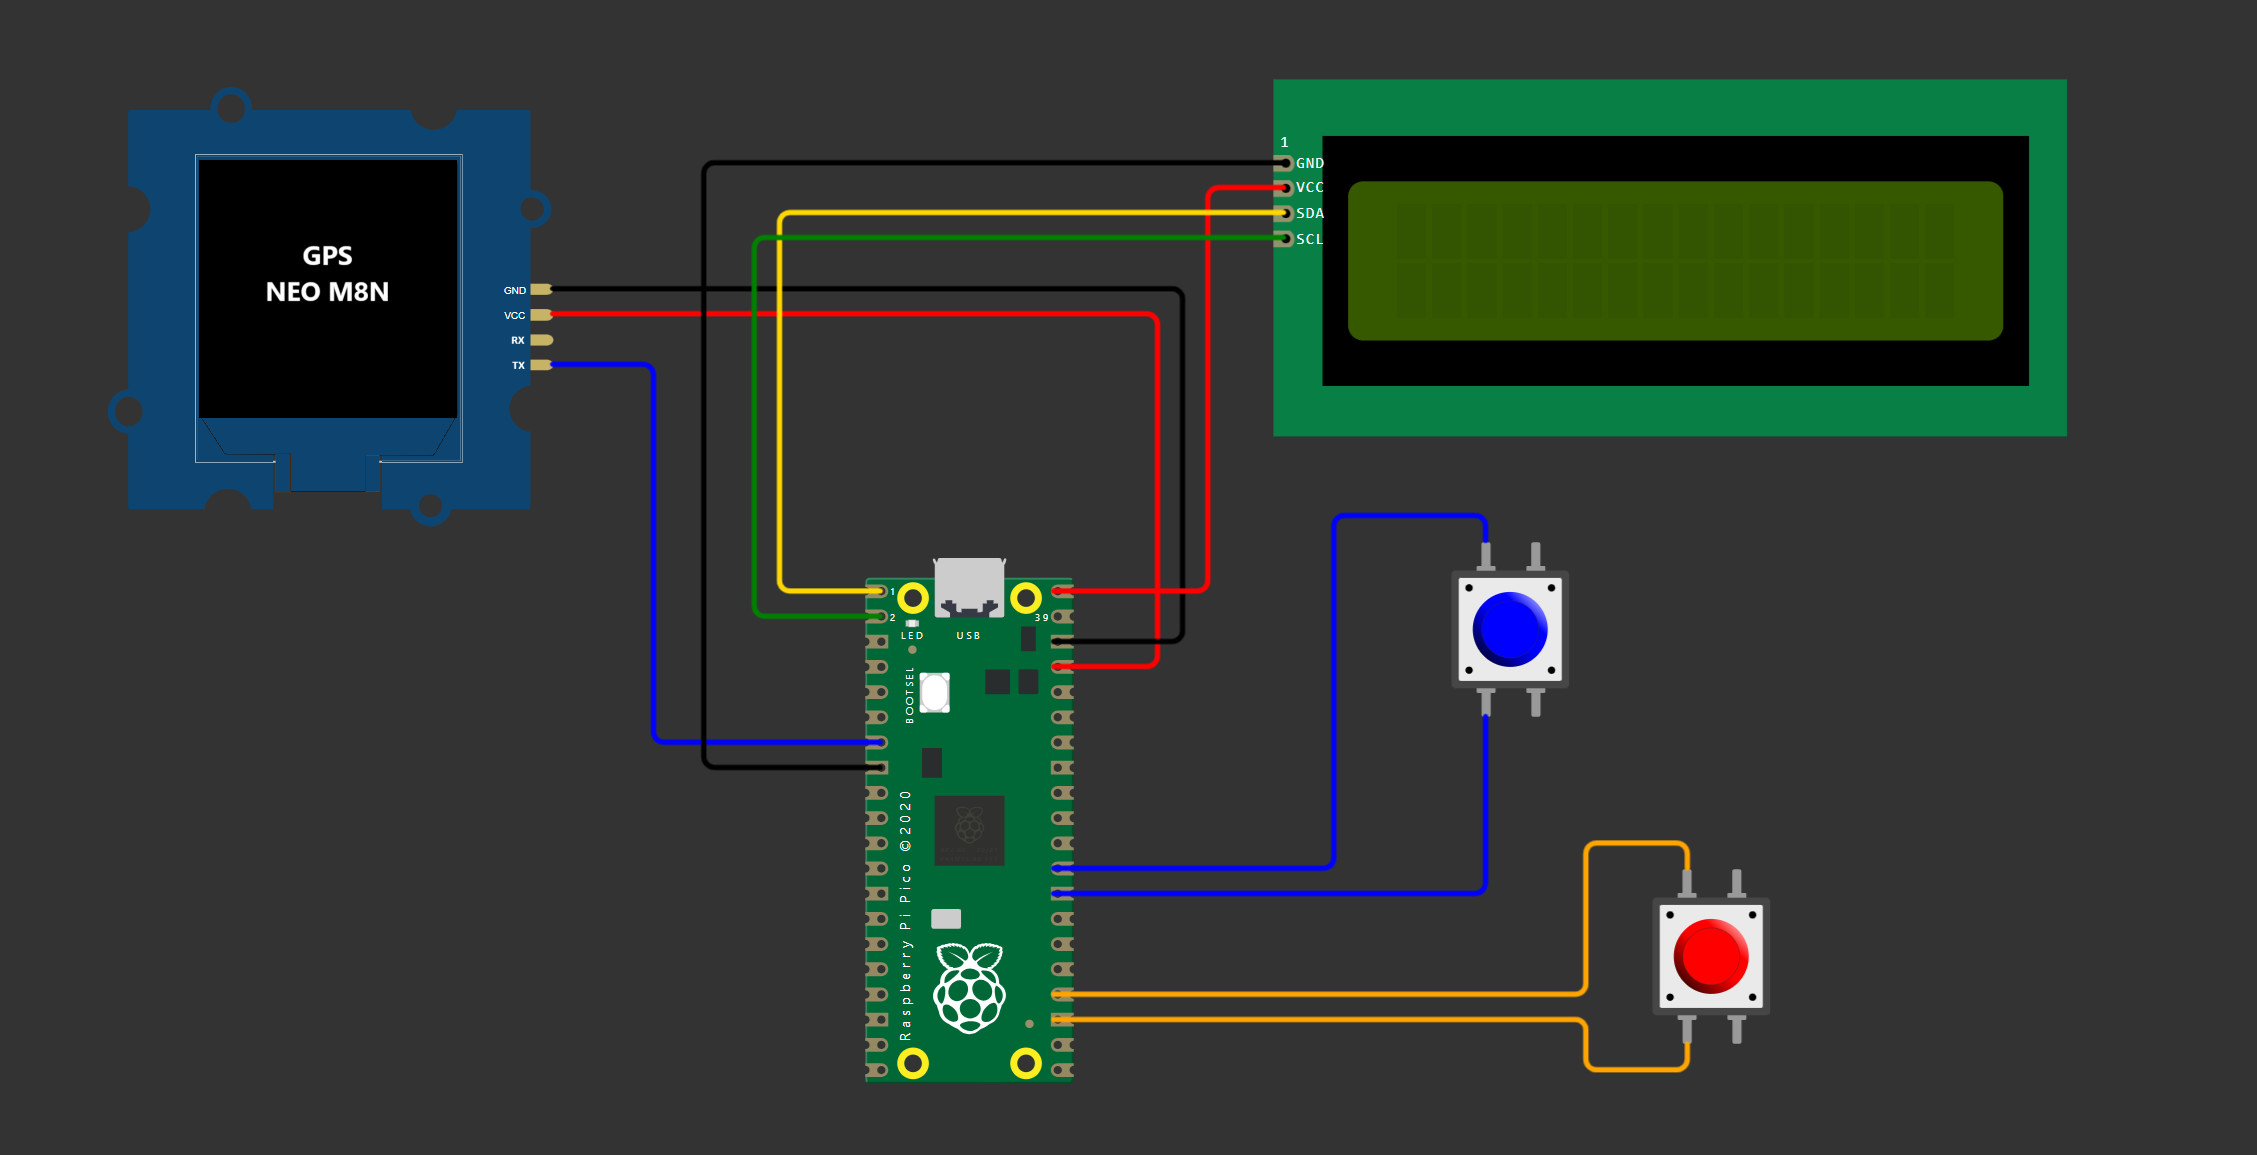 GPS
NEO M8N
GND
VCC
RX
TX
1
GND
VCC
SDA
SCL
1
2
39
LED
USB
BOOTSEL
Raspberry Pi Pico ©2020